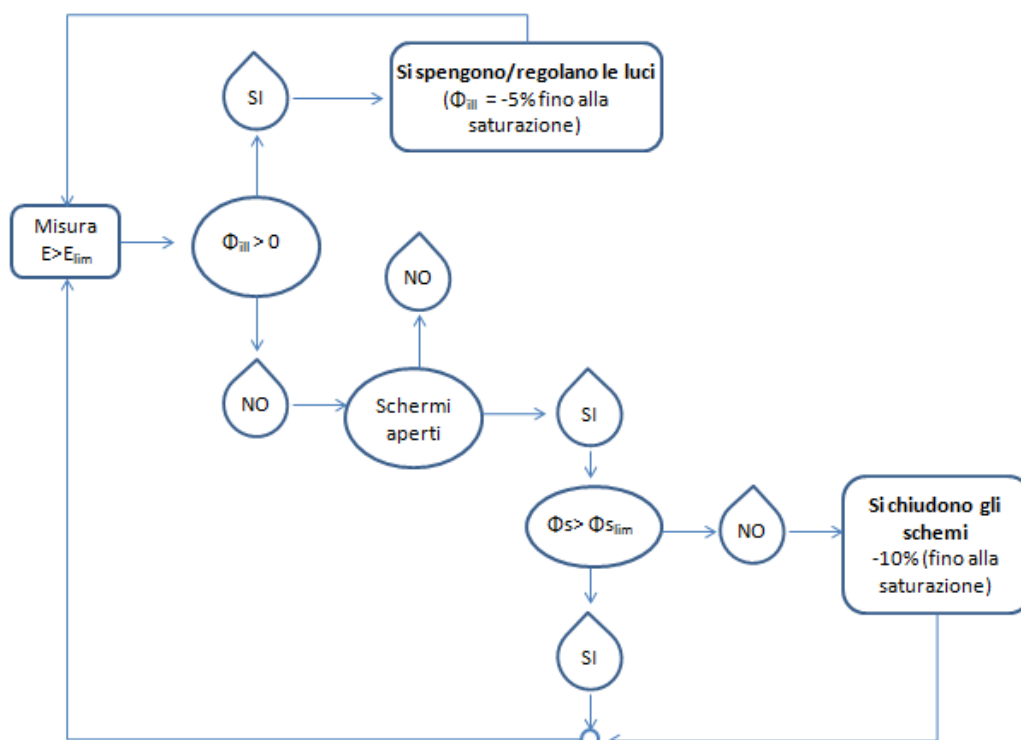 Si spengono/regolano le luci
(Φill = -5% fino alla
saturazione)
SI
Misura
E>Elim
Φill > 0
NO
NO
Schermi
aperti
SI
Φs> Φslim
NO
Si chiudono gli
schemi
-10% (fino alla
saturazione)
SI